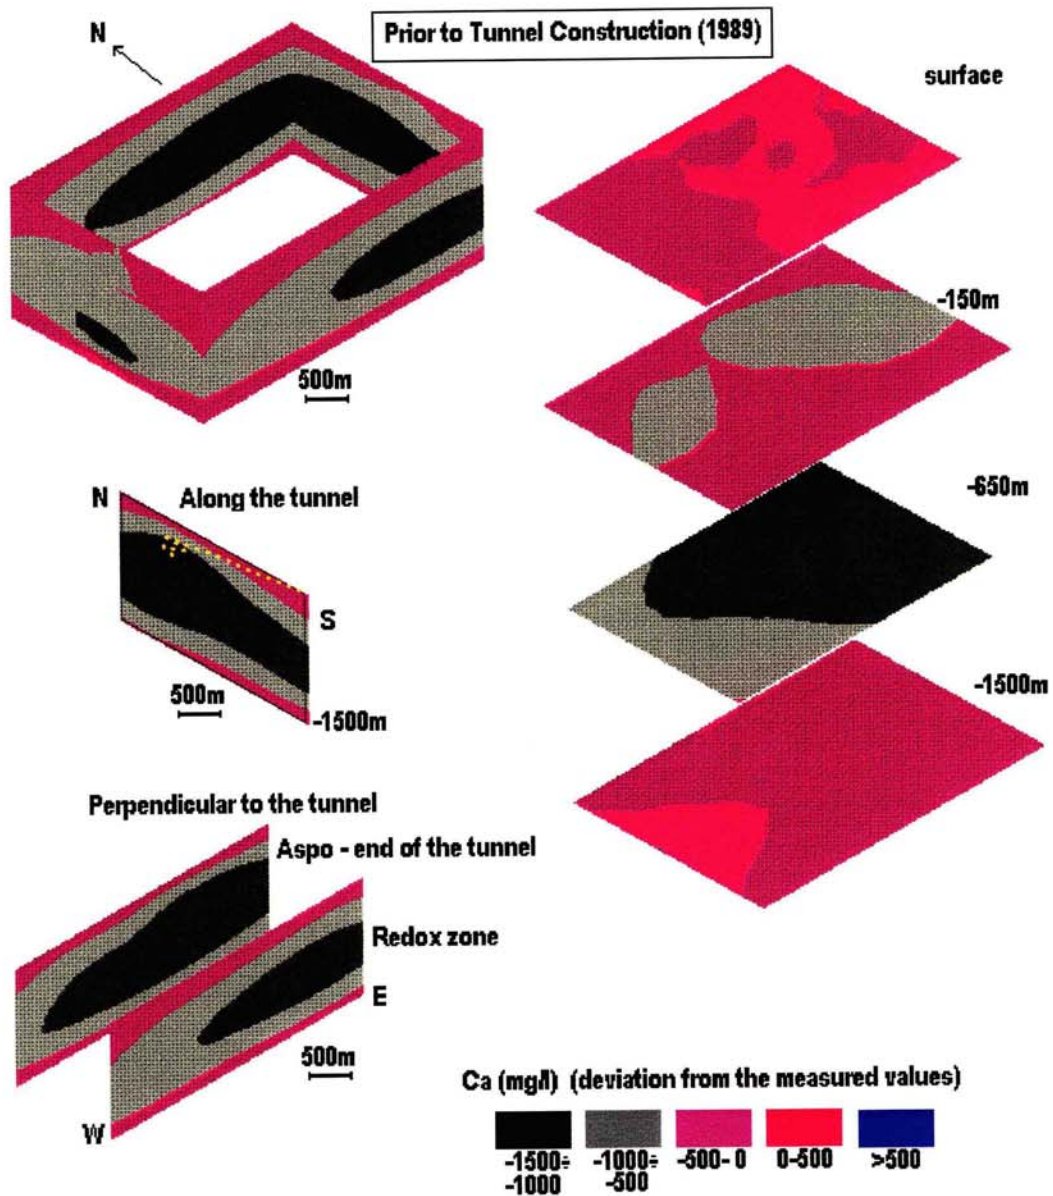 Prior to Tunnel Construction (1989)
N
surface
-150m
500m
-650m
N
Along the tunnel
S
500m
-1500m
-1500m
Perpendicular to the tunnel
Aspo - end of the tunnel
Redox zone
E
500m
W
Ca (mg/l) (deviation from the measured values)
-1500÷ -1000÷ -500- 0 0-500 >500
-1000 -500